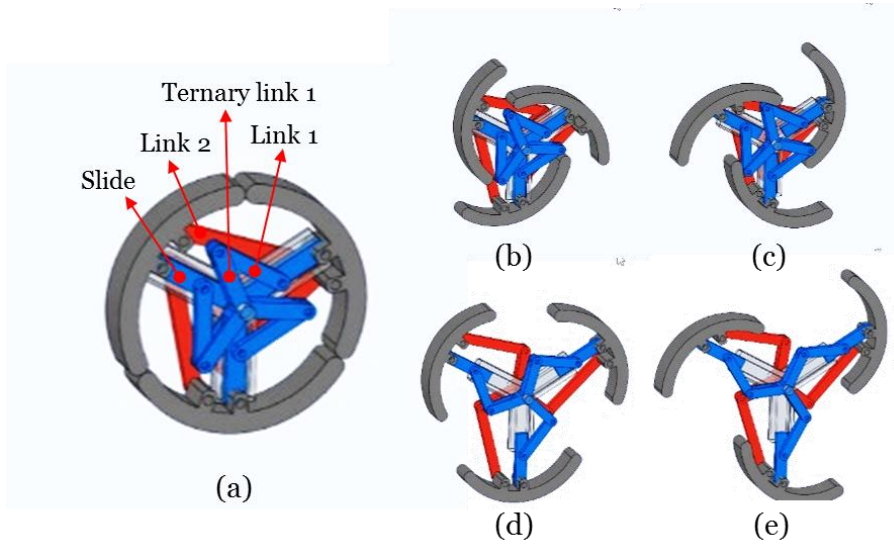 Ternary link 1
Link 2
Link 1
Slide
(a)
(b)
(c)
(d)
(e)